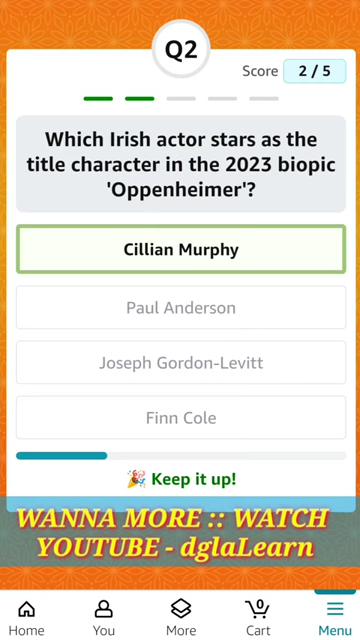 Q2
Score 2 / 5
Which Irish actor stars as the
title character in the 2023 biopic
'Oppenheimer'?
Cillian Murphy
Paul Anderson
Joseph Gordon-Levitt
Finn Cole
🎉 Keep it up!
WANNA MORE :: WATCH
YOUTUBE - dglaLearn
0
Home You More Cart Menu